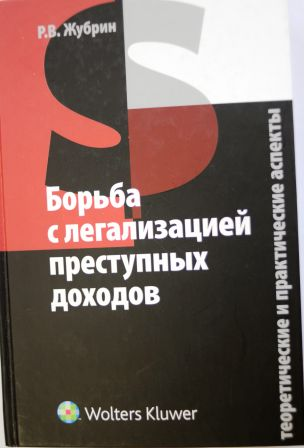 Р.В. Жубрин
Борьба
с легализацией
преступных
доходов
теоретические и практические аспекты
Wolters Kluwer